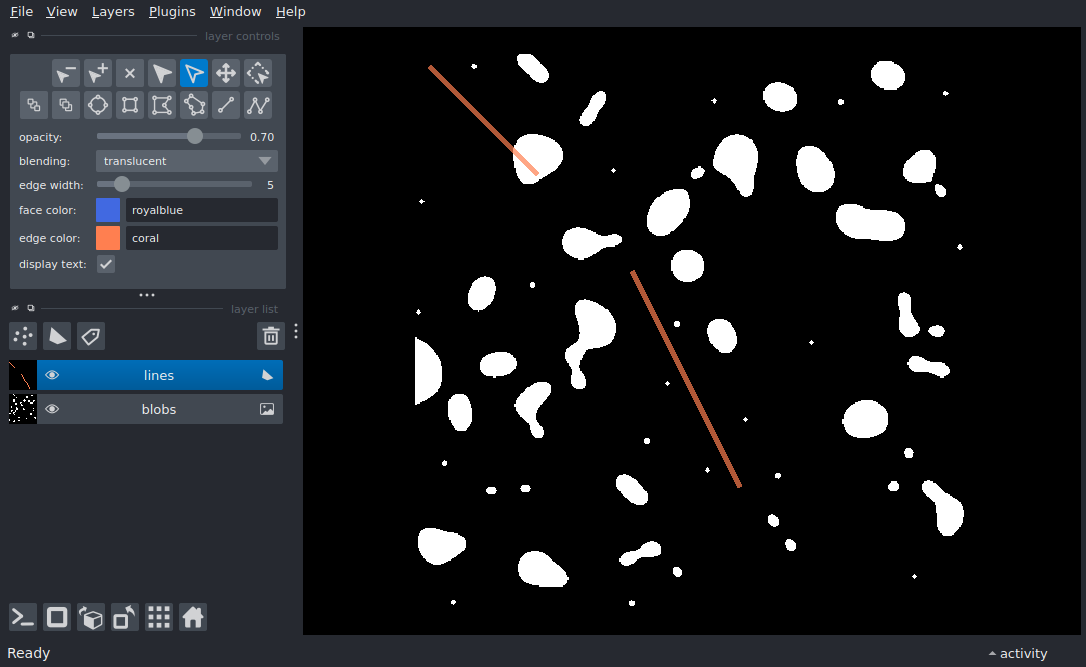 File View Layers Plugins Window Help
layer controls
opacity: 0.70
blending: translucent
edge width: 5
face color: royalblue
edge color: coral
display text:
layer list
lines
blobs
Ready
activity